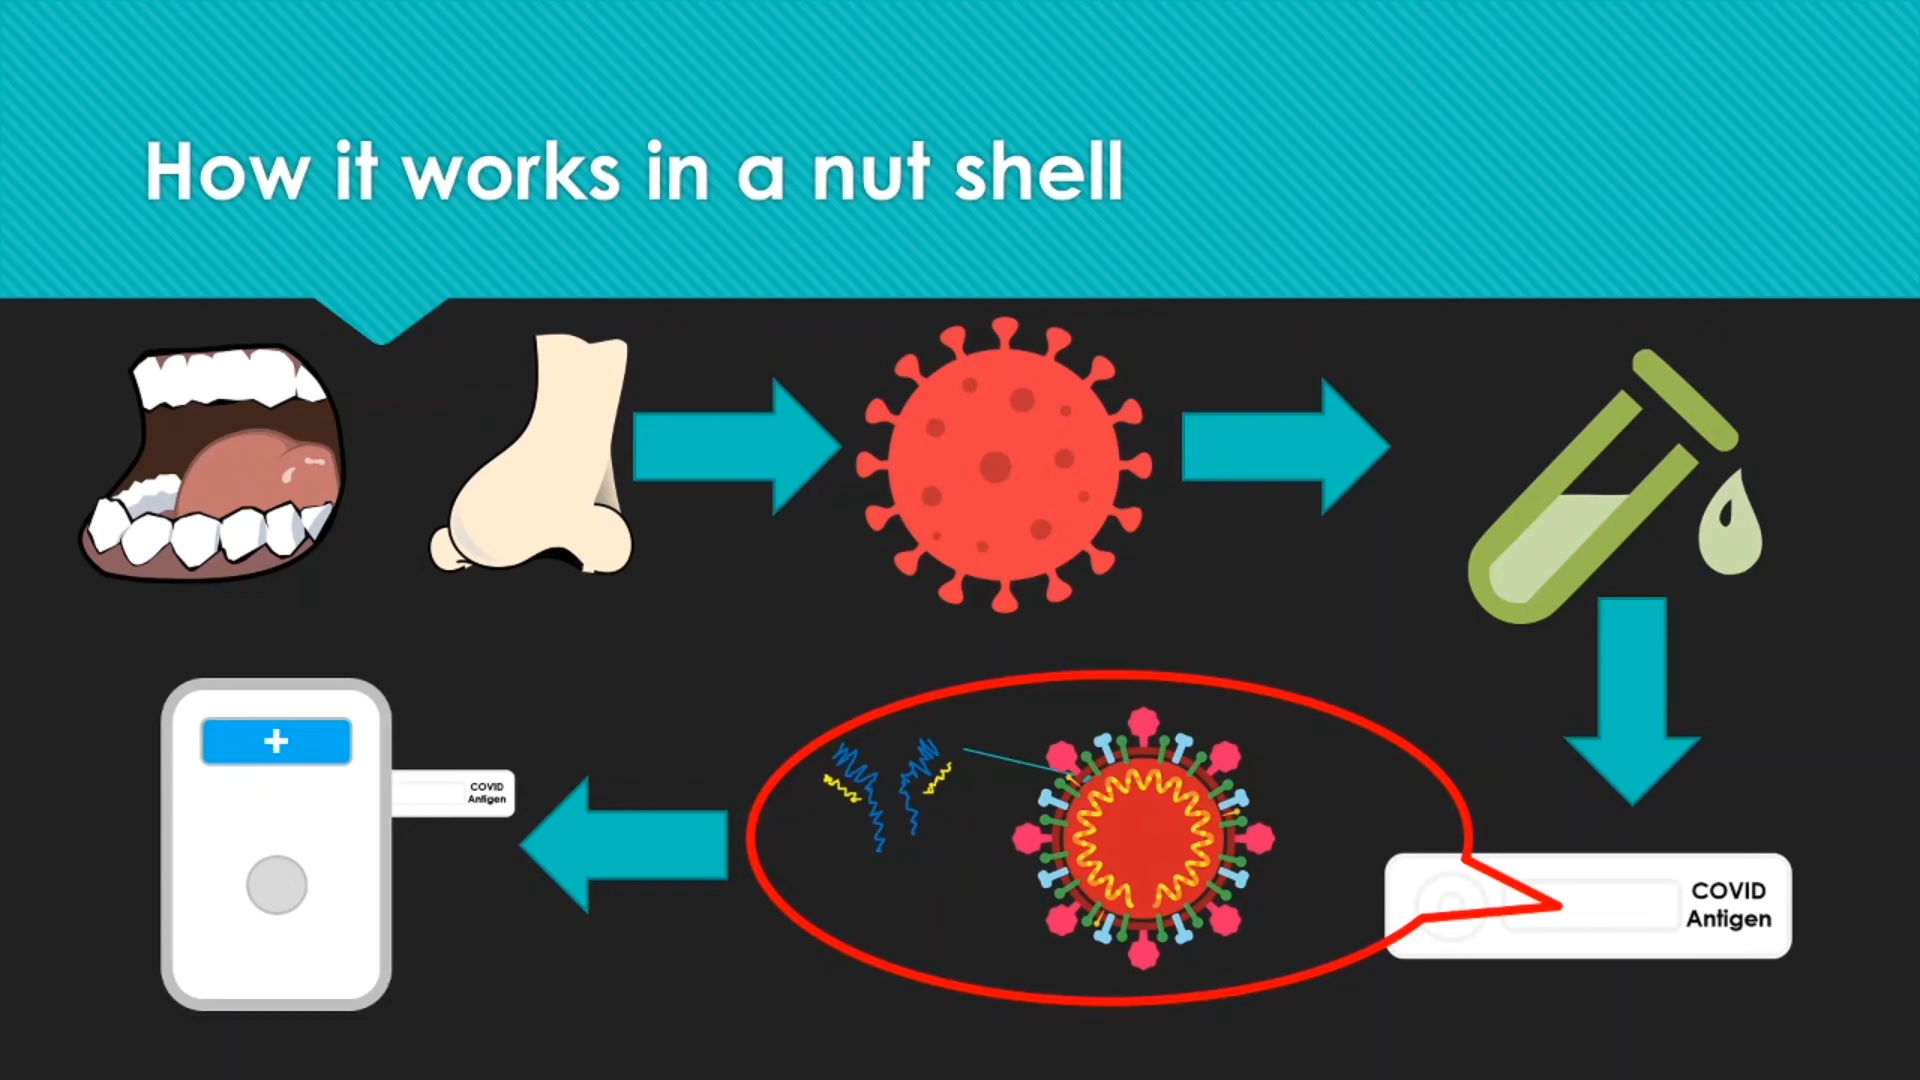 How it works in a nut shell
+
COVID
Antigen
COVID
Antigen